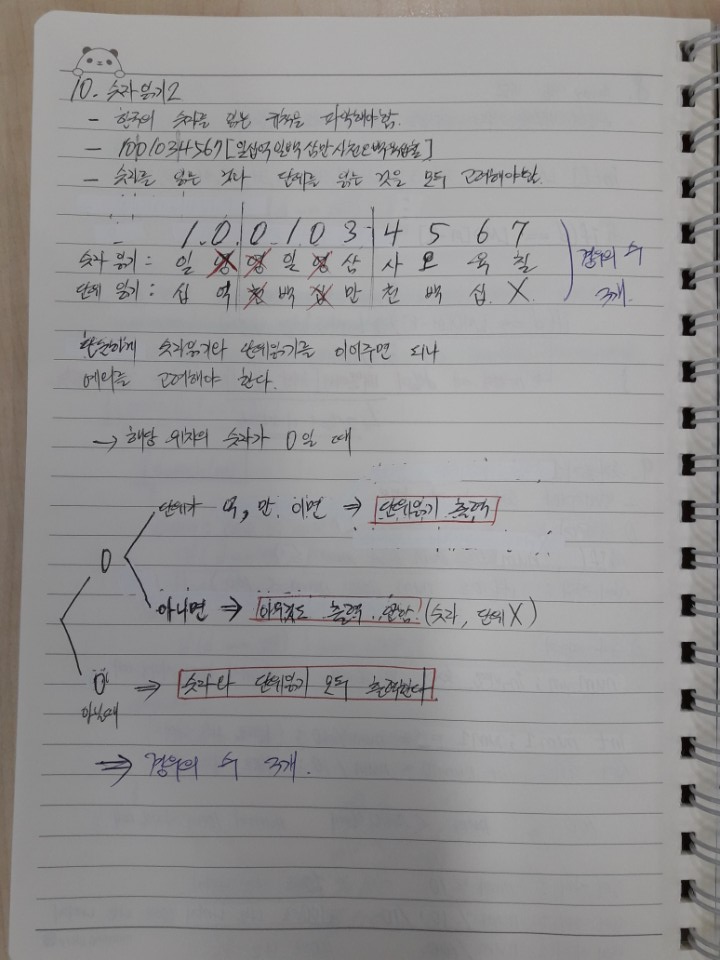 10. 숫자 읽기2
- 한국의 숫자를 읽는 규칙을 파악해야함.
- 1001034567[일십억일백삼만사천오백육십칠]
- 숫자를 읽는 것과 단위를 읽는 것을 모두 고려해야함.
- 1 0 0 1 0 3 4 5 6 7
숫자 읽기 : 일 영 영 일 영 삼 사 오 육 칠
단위 읽기 : 십 억 천 백 십 만 천 백 십 X
경우의 수
3개.
단순하게 숫자읽기와 단위읽기를 이어주면 되나
예외를 고려해야 한다.
→ 해당 위치의 숫자가 0일 때
단위가 억, 만 이면 ⇒ 단위읽기 출력
0
아니면 ⇒ 아무것도 출력 안함 (숫자, 단위 X)
0 ⇒ 숫자와 단위읽기 모두 출력한다
아닐때
⇒ 경우의 수 3개.